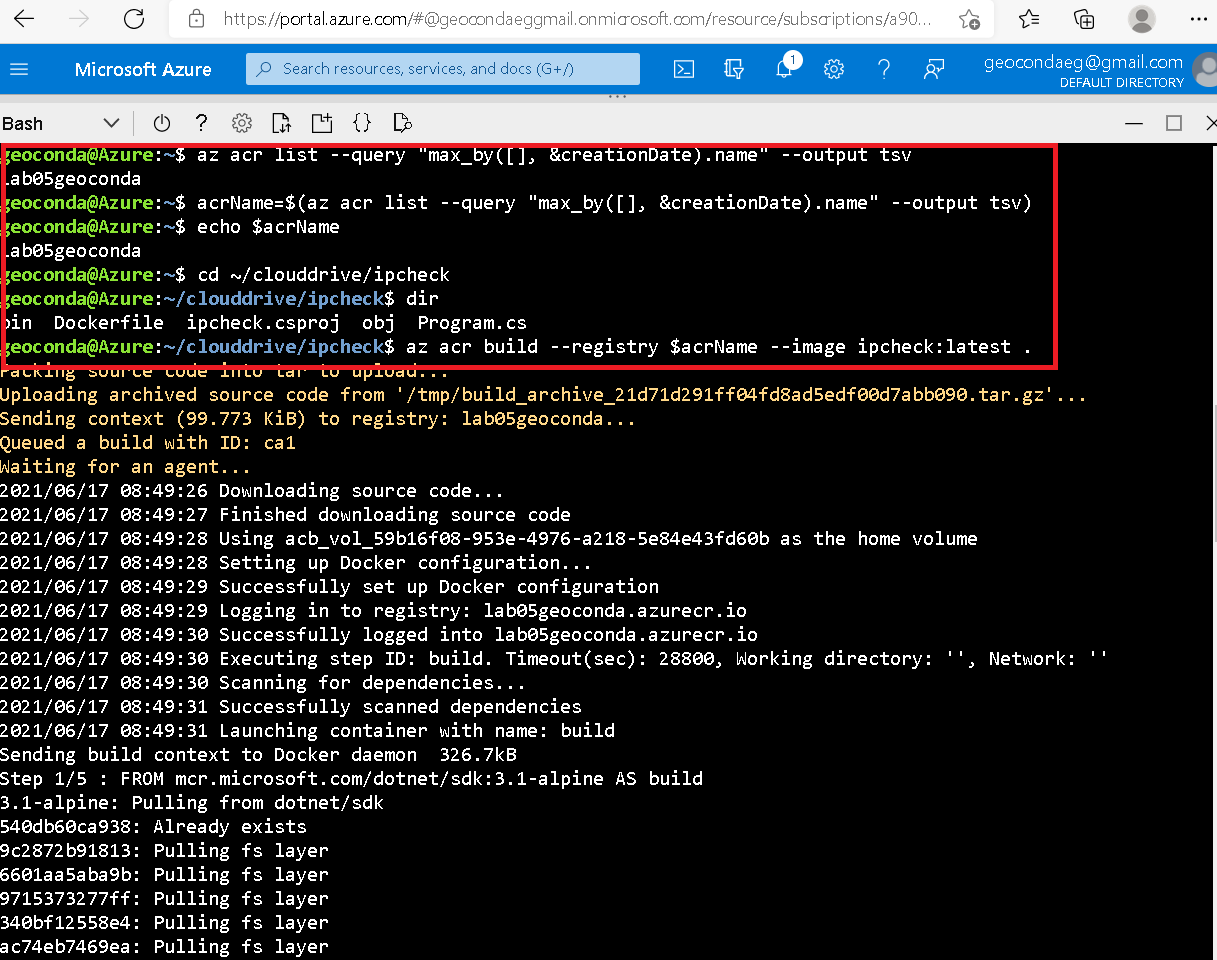 https://portal.azure.com/#@geocondaeggmail.onmicrosoft.com/resource/subscriptions/a90...
Microsoft Azure
Search resources, services, and docs (G+/)
1
geocondaeg@gmail.com
DEFAULT DIRECTORY
Bash
geoconda@Azure:~$ az acr list --query "max_by([], &creationDate).name" --output tsv
lab05geoconda
geoconda@Azure:~$ acrName=$(az acr list --query "max_by([], &creationDate).name" --output tsv)
geoconda@Azure:~$ echo $acrName
lab05geoconda
geoconda@Azure:~$ cd ~/clouddrive/ipcheck
geoconda@Azure:~/clouddrive/ipcheck$ dir
bin  Dockerfile  ipcheck.csproj  obj  Program.cs
geoconda@Azure:~/clouddrive/ipcheck$ az acr build --registry $acrName --image ipcheck:latest .
Packing source code into tar to upload...
Uploading archived source code from '/tmp/build_archive_21d71d291ff04fd8ad5edf00d7abb090.tar.gz'...
Sending context (99.773 KiB) to registry: lab05geoconda...
Queued a build with ID: ca1
Waiting for an agent...
2021/06/17 08:49:26 Downloading source code...
2021/06/17 08:49:27 Finished downloading source code
2021/06/17 08:49:28 Using acb_vol_59b16f08-953e-4976-a218-5e84e43fd60b as the home volume
2021/06/17 08:49:28 Setting up Docker configuration...
2021/06/17 08:49:29 Successfully set up Docker configuration
2021/06/17 08:49:29 Logging in to registry: lab05geoconda.azurecr.io
2021/06/17 08:49:30 Successfully logged into lab05geoconda.azurecr.io
2021/06/17 08:49:30 Executing step ID: build. Timeout(sec): 28800, Working directory: '', Network: ''
2021/06/17 08:49:30 Scanning for dependencies...
2021/06/17 08:49:31 Successfully scanned dependencies
2021/06/17 08:49:31 Launching container with name: build
Sending build context to Docker daemon  326.7kB
Step 1/5 : FROM mcr.microsoft.com/dotnet/sdk:3.1-alpine AS build
3.1-alpine: Pulling from dotnet/sdk
540db60ca938: Already exists
9c2872b91813: Pulling fs layer
6601aa5aba9b: Pulling fs layer
9715373277ff: Pulling fs layer
340bf12558e4: Pulling fs layer
ac74eb7469ea: Pulling fs layer